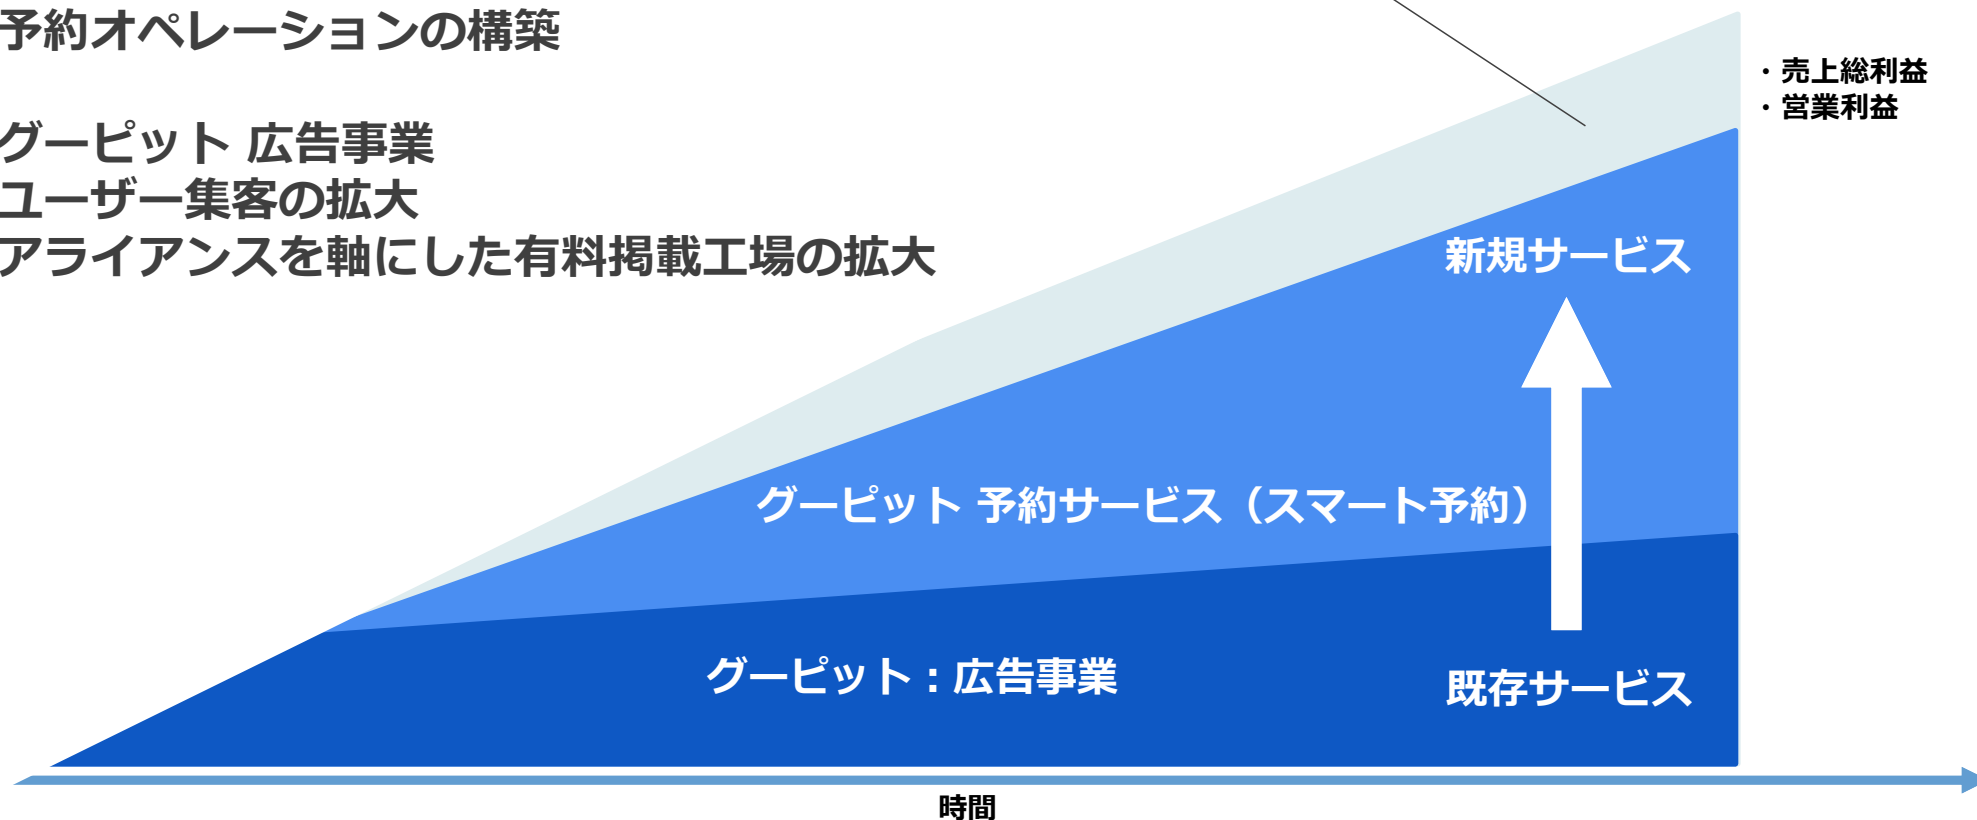 予約オペレーションの構築
グーピット 広告事業
ユーザー集客の拡大
アライアンスを軸にした有料掲載工場の拡大
・売上総利益
・営業利益
新規サービス
グーピット 予約サービス（スマート予約）
グーピット：広告事業
既存サービス
時間